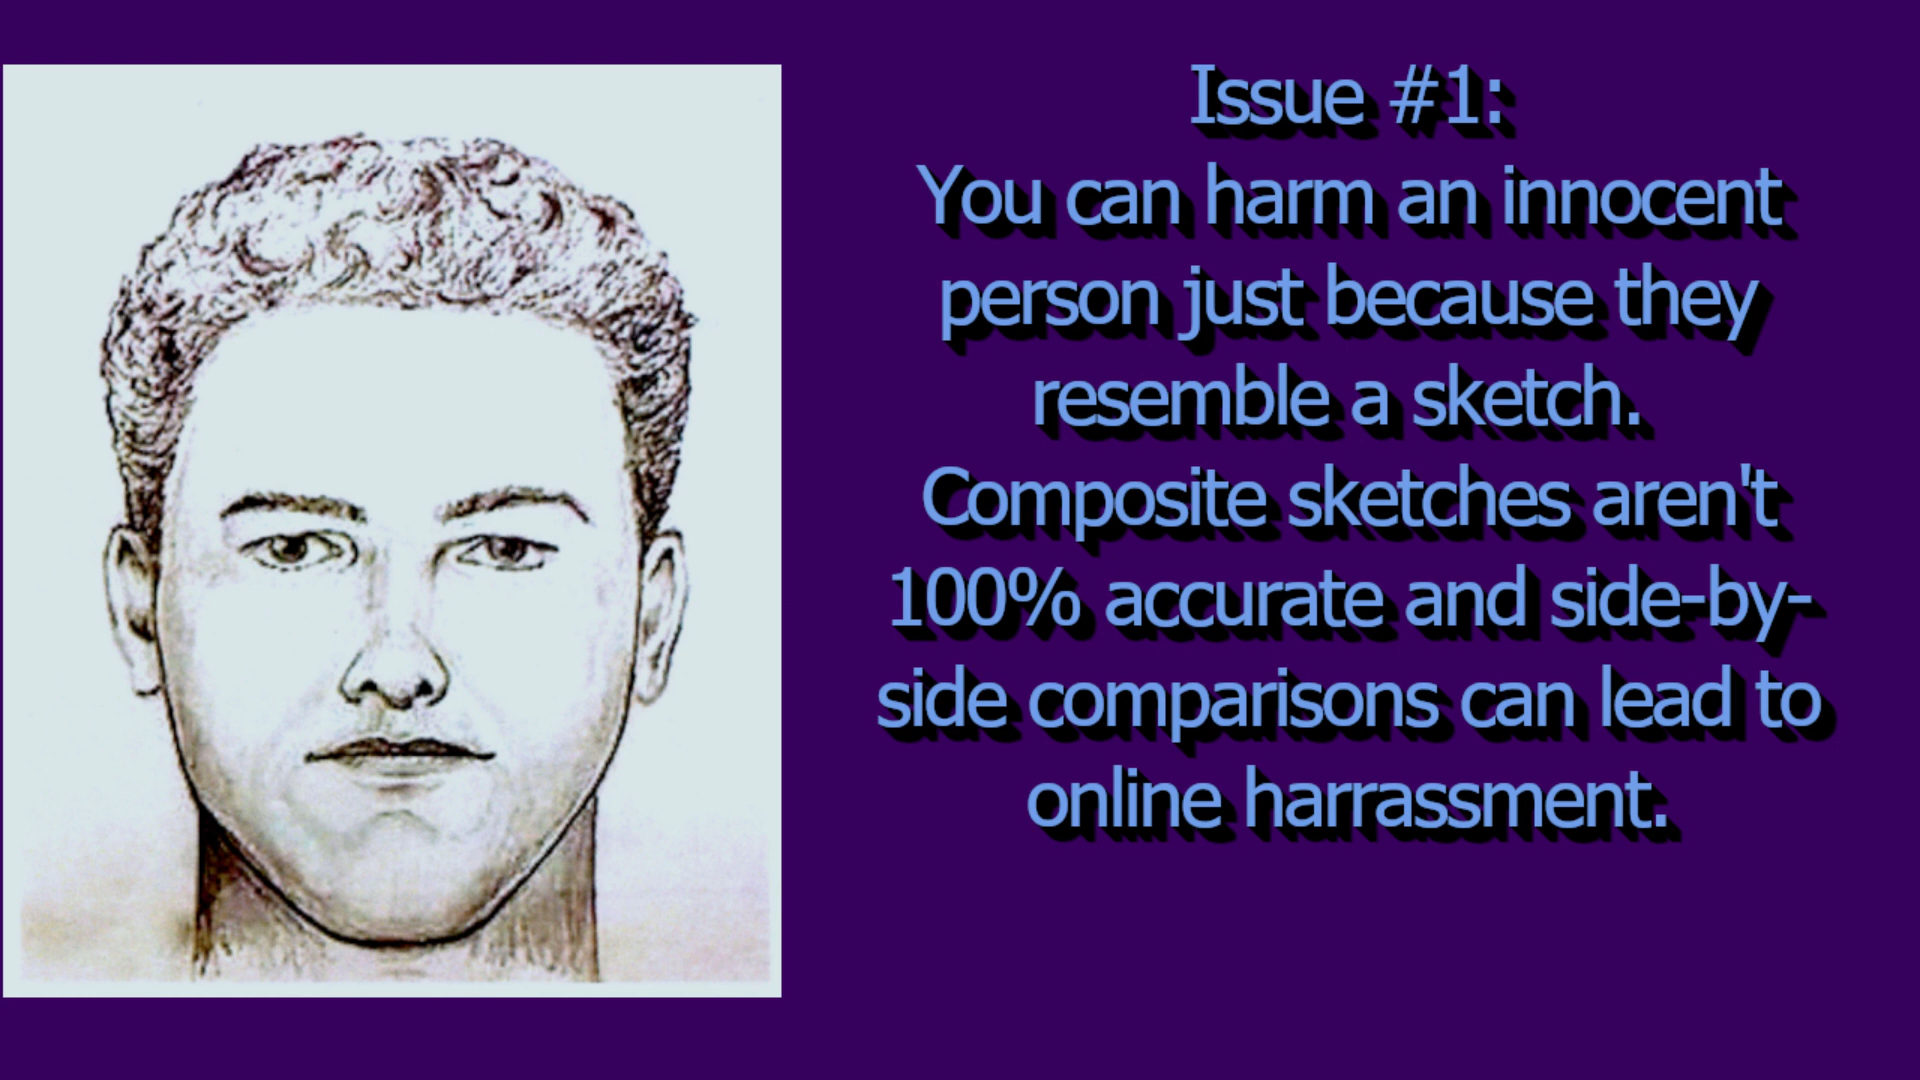 Issue #1:
You can harm an innocent
person just because they
resemble a sketch.
Composite sketches aren't
100% accurate and side-by-
side comparisons can lead to
online harrassment.